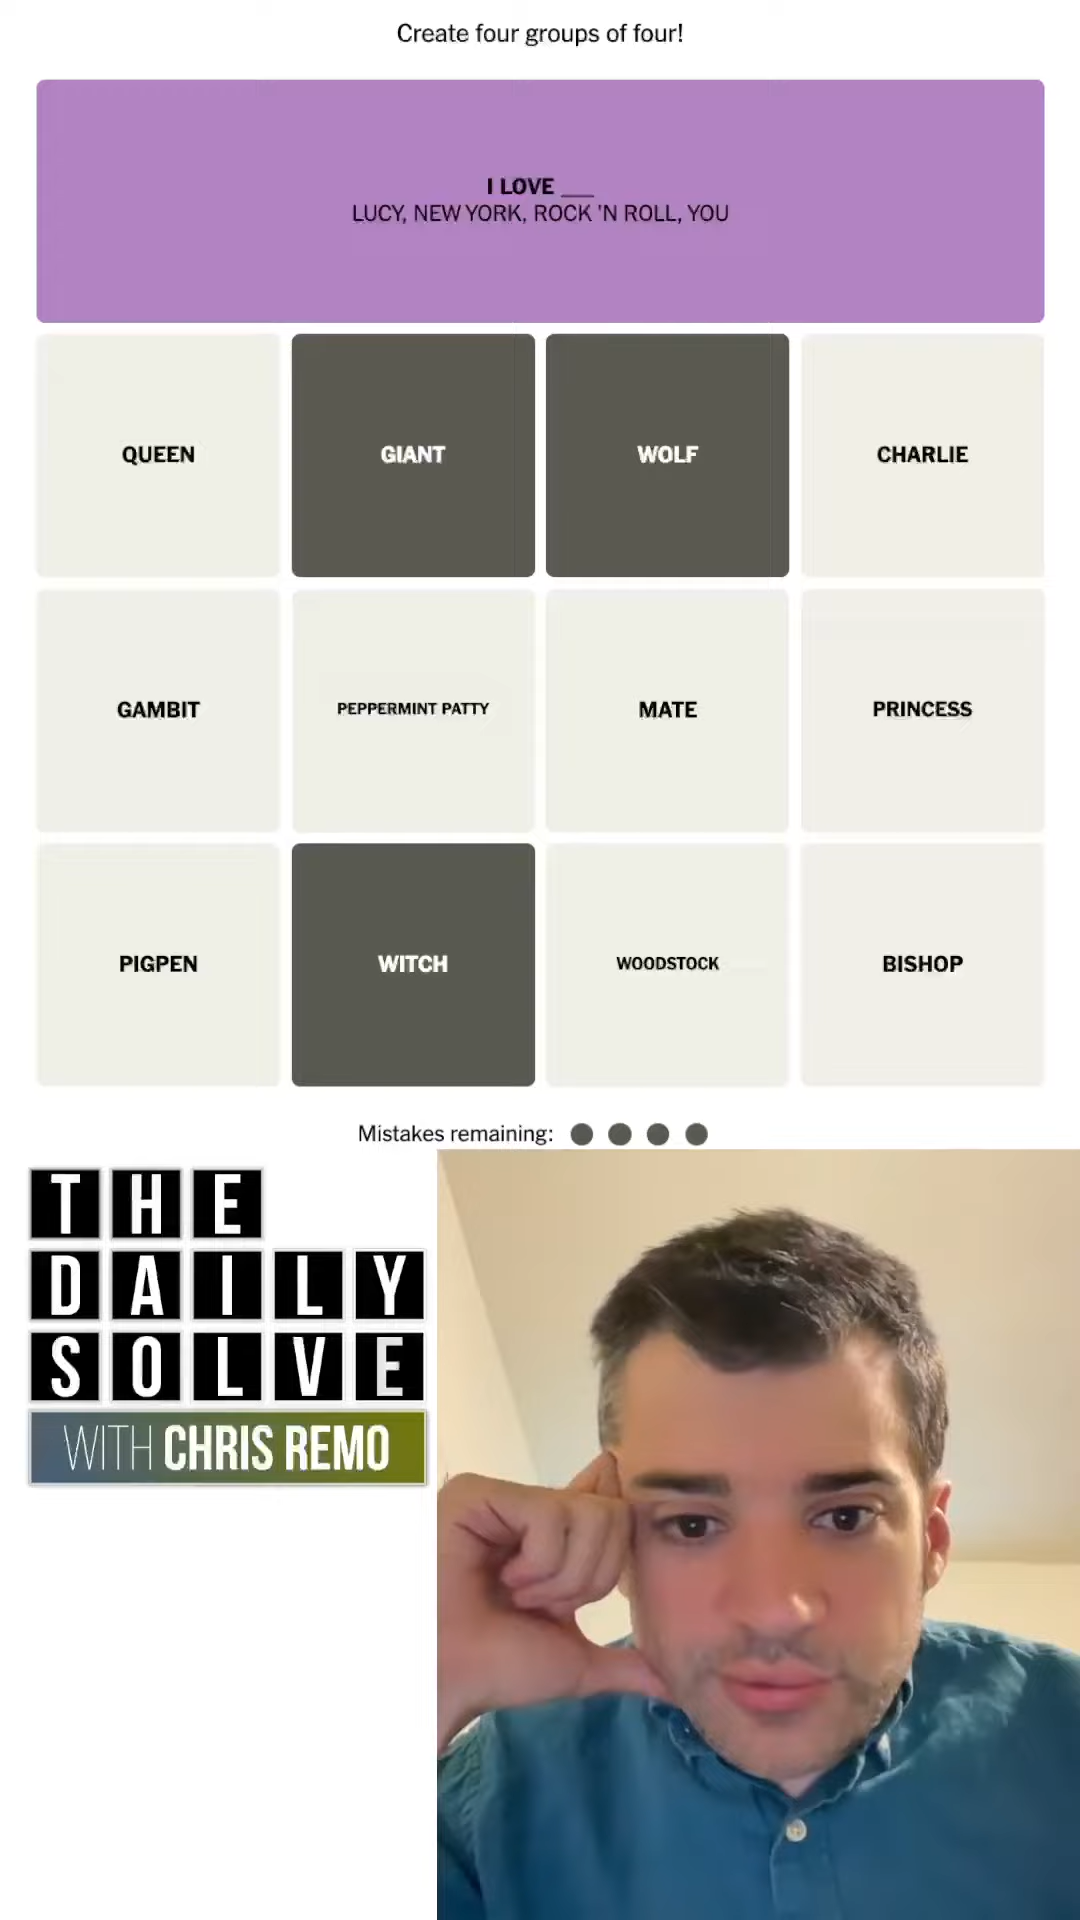 Create four groups of four!
I LOVE ___
LUCY, NEW YORK, ROCK 'N ROLL, YOU
QUEEN GIANT WOLF CHARLIE
GAMBIT PEPPERMINT PATTY MATE PRINCESS
PIGPEN WITCH WOODSTOCK BISHOP
Mistakes remaining:
THE
DAILY
SOLVE
WITH CHRIS REMO